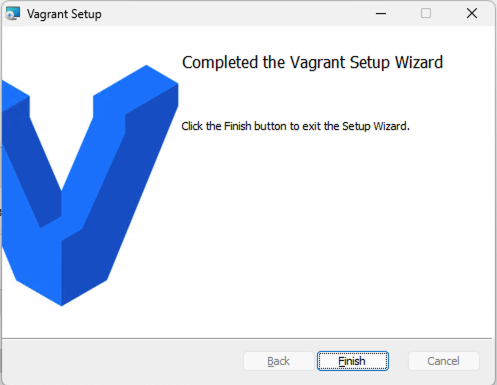 Vagrant Setup
Completed the Vagrant Setup Wizard
Click the Finish button to exit the Setup Wizard.
Back
Finish
Cancel